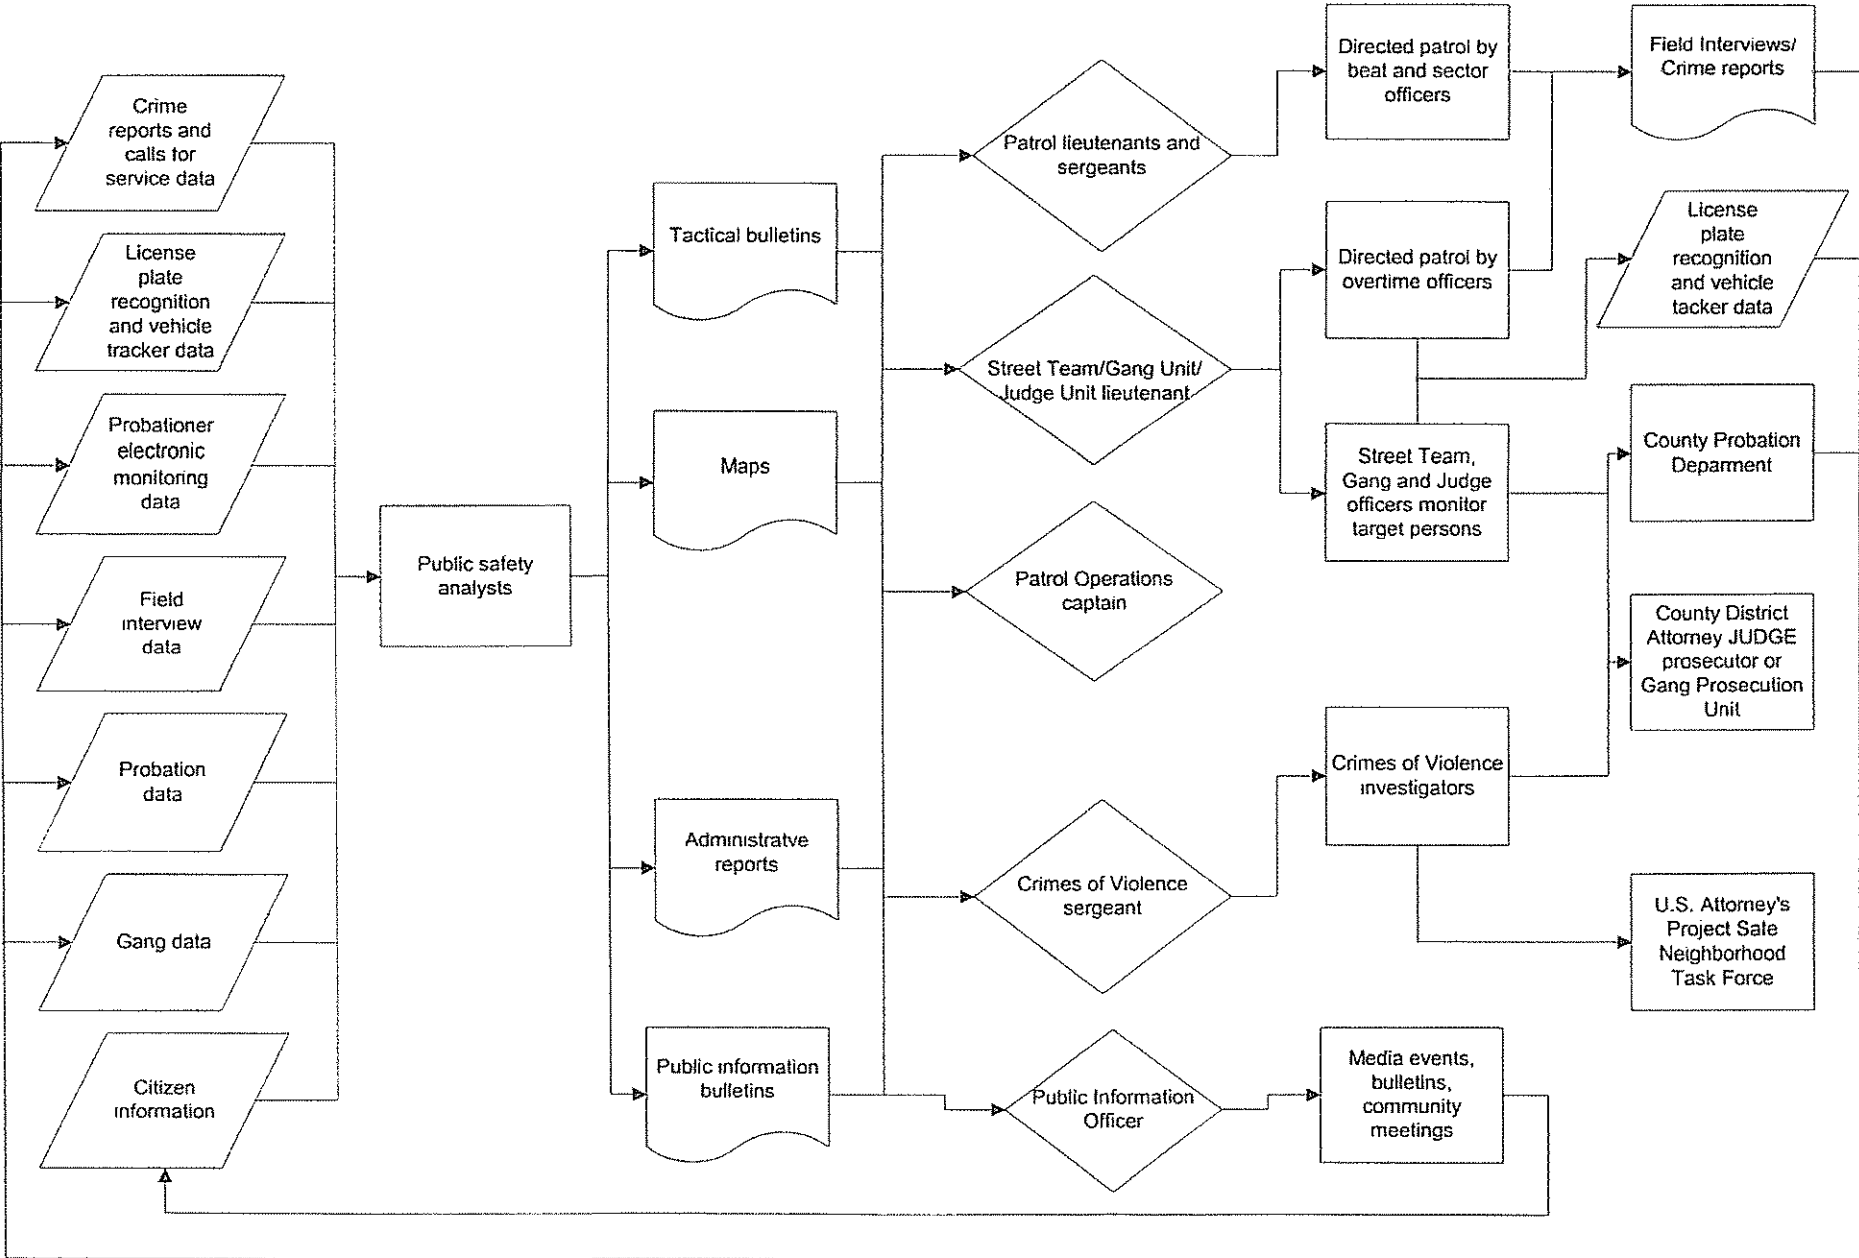 Crime
reports and
calls for
service data
License
plate
recognition
and vehicle
tracker data
Probationer
electronic
monitoring
data
Field
interview
data
Probation
data
Gang data
Citizen
information
Public safety
analysts
Tactical bulletins
Maps
Administratve
reports
Public information
bulletins
Patrol lieutenants and
sergeants
Street Team/Gang Unit/
Judge Unit lieutenant
Patrol Operations
captain
Crimes of Violence
sergeant
Public Information
Officer
Directed patrol by
beat and sector
officers
Directed patrol by
overtime officers
Street Team,
Gang and Judge
officers monitor
target persons
Crimes of Violence
investigators
Media events,
bulletins,
community
meetings
Field Interviews/
Crime reports
License
plate
recognition
and vehicle
tacker data
County Probation
Deparment
County District
Attorney JUDGE
prosecutor or
Gang Prosecution
Unit
U.S. Attorney's
Project Safe
Neighborhood
Task Force